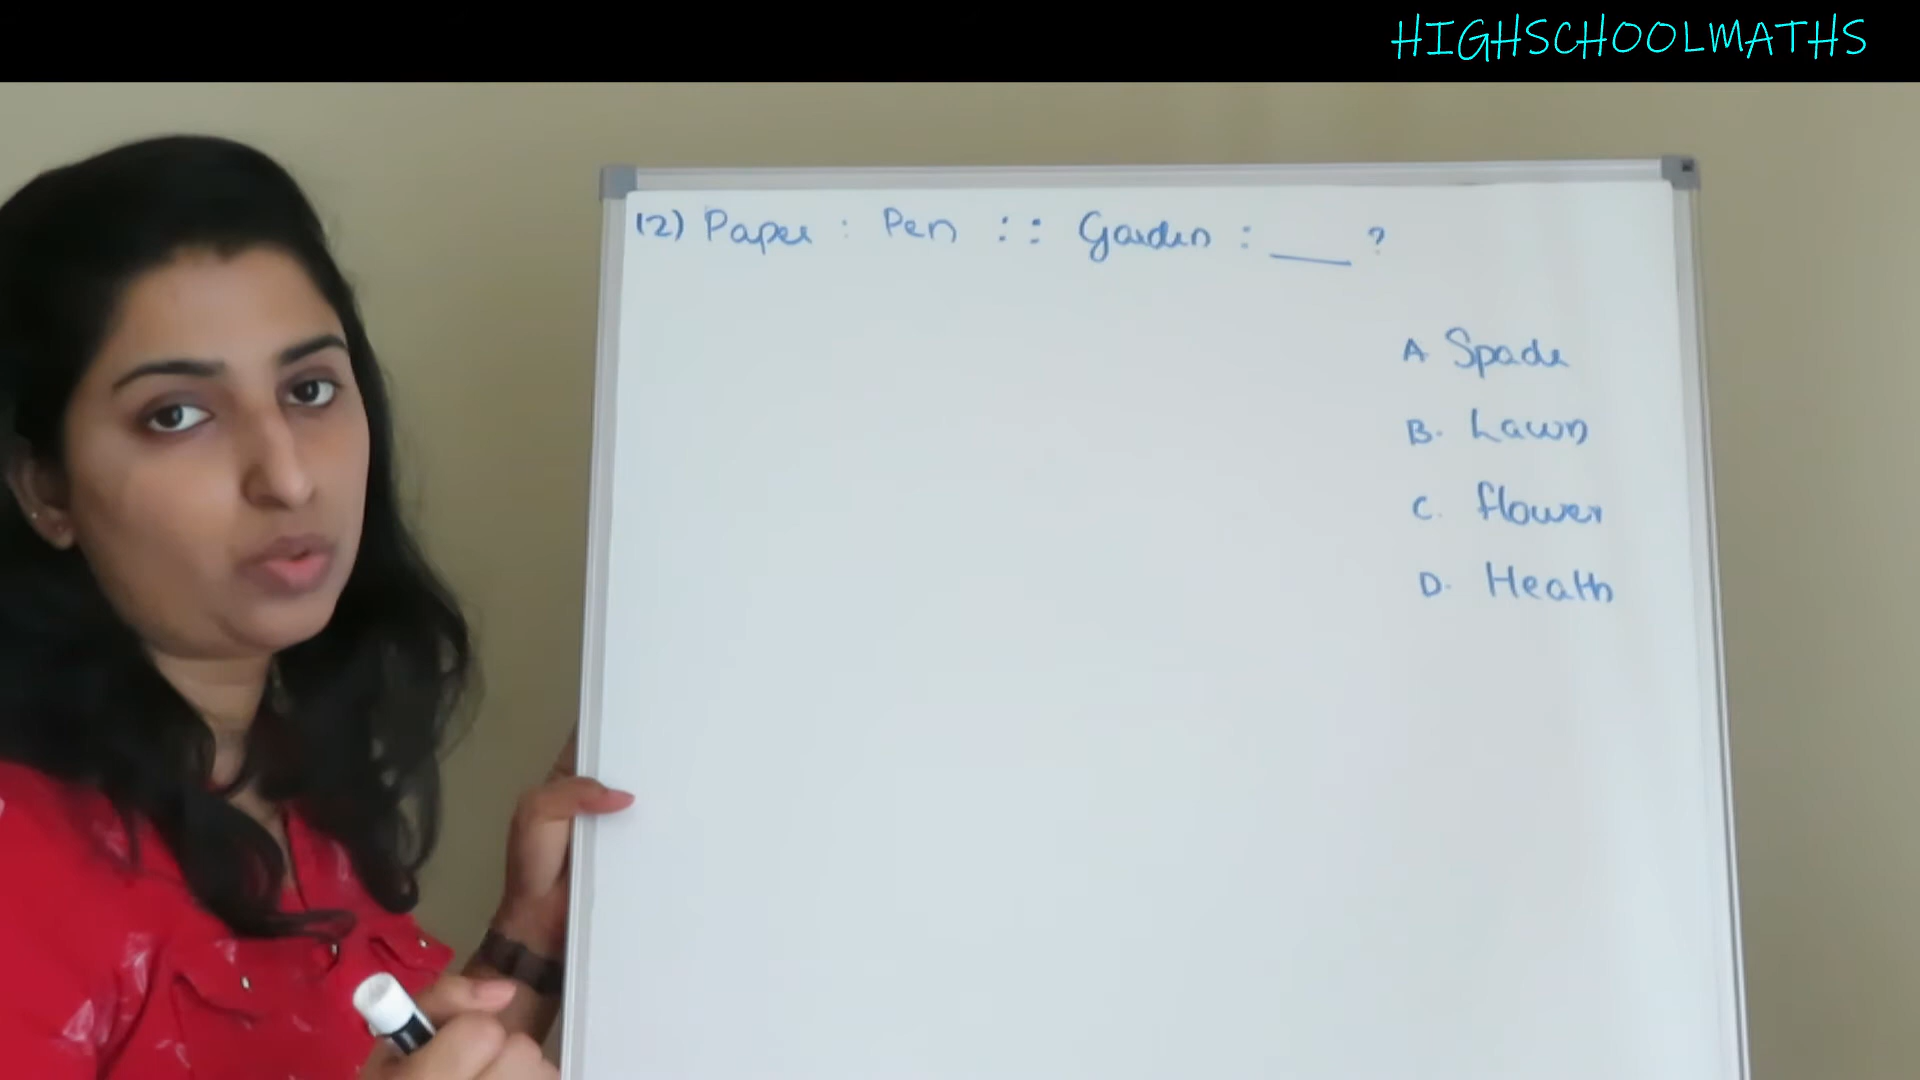 HIGHSCHOOLMATHS
12) Paper : Pen :: Garden : ___ ?
A Spade
B. Lawn
C. flower
D. Heath